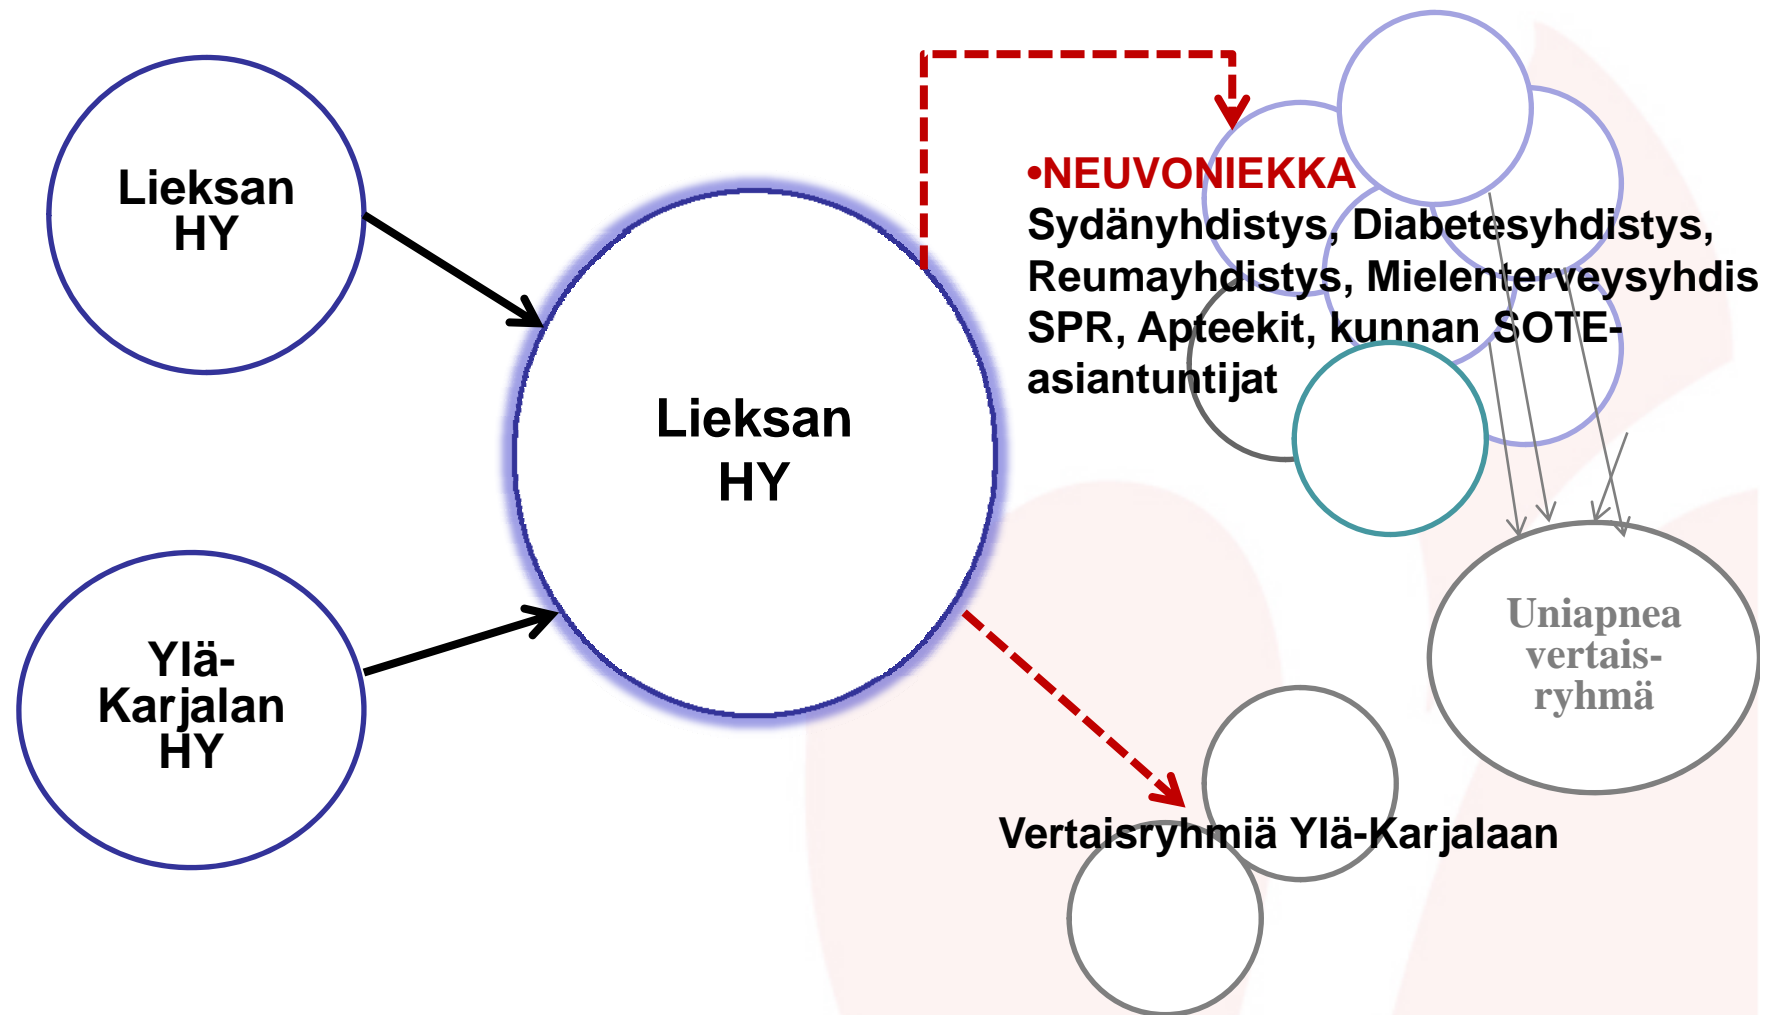 Lieksan
HY
Ylä-
Karjalan
HY
Lieksan
HY
•NEUVONIEKKA
Sydänyhdistys, Diabetesyhdistys,
Reumayhdistys, Mielenterveysyhdis
SPR, Apteekit, kunnan SOTE-
asiantuntijat
Uniapnea
vertais-
ryhmä
Vertaisryhmiä Ylä-Karjalaan